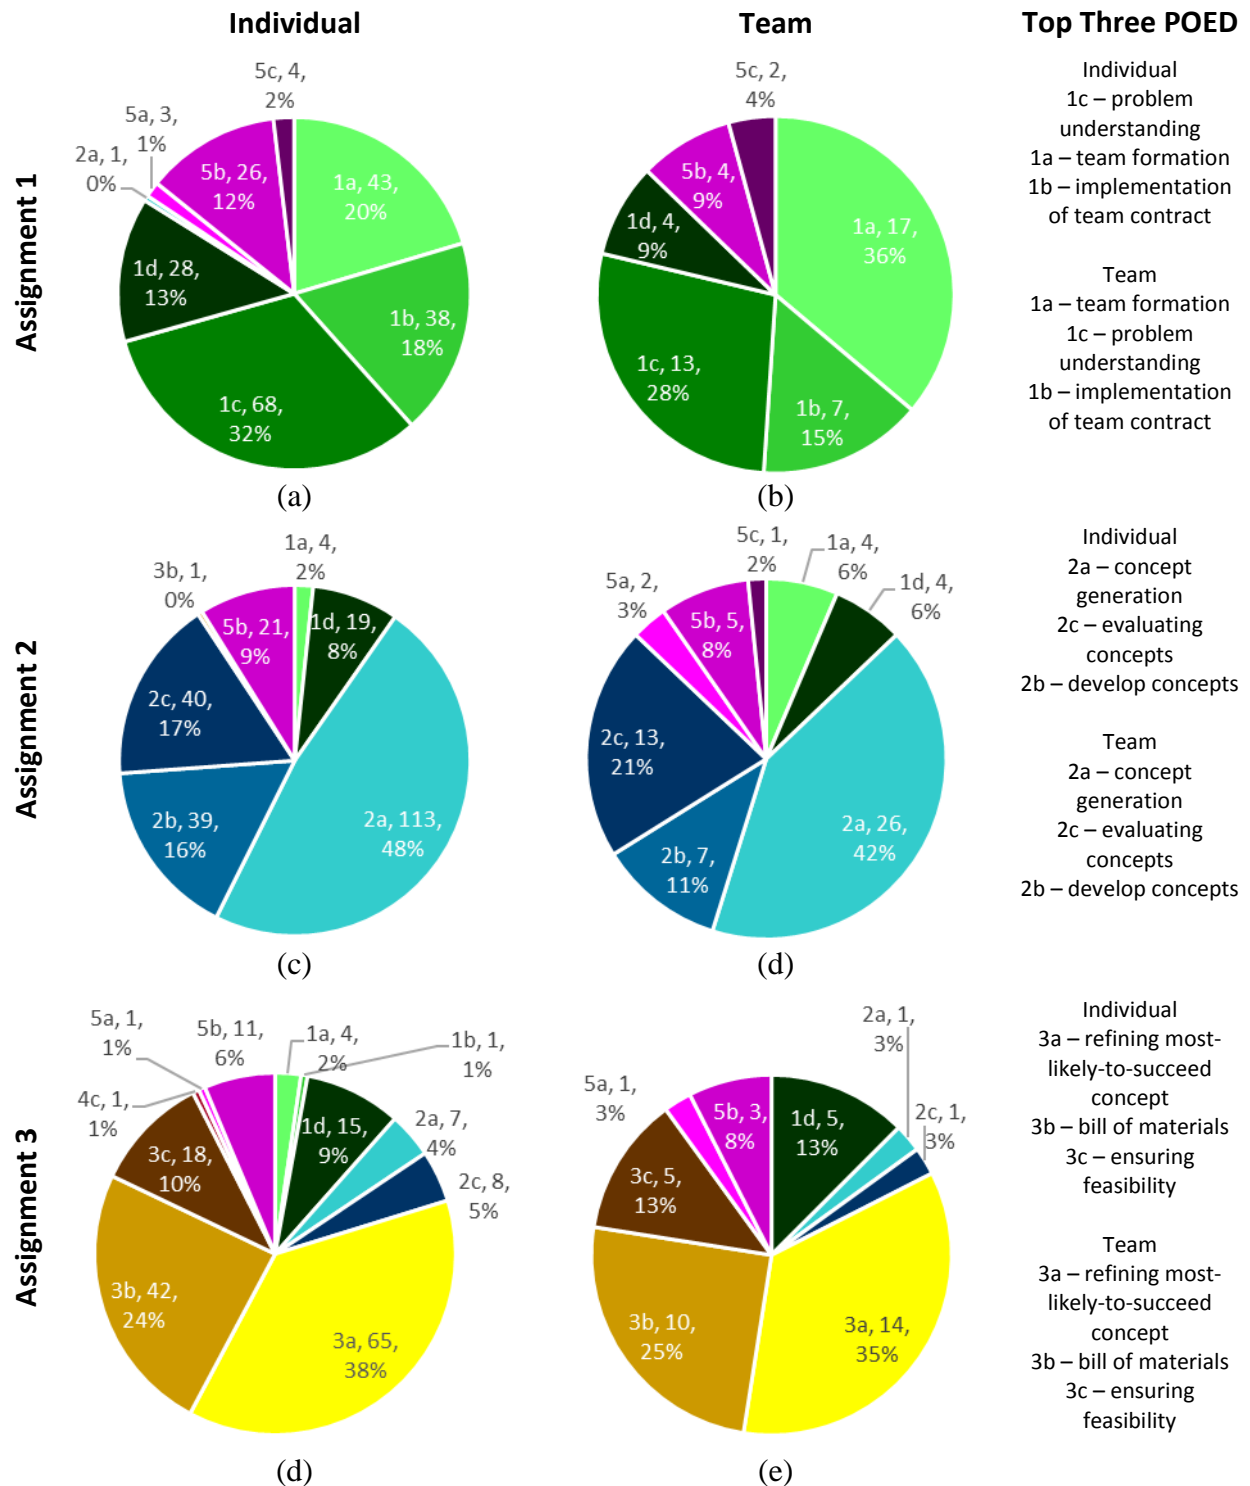 Individual
Team
Top Three POED
Assignment 1
5c, 4,
2%
5a, 3,
1%
2a, 1,
0%
5b, 26,
12%
1a, 43,
20%
1d, 28,
13%
1b, 38,
18%
1c, 68,
32%
(a)
5c, 2,
4%
5b, 4,
9%
1d, 4,
9%
1a, 17,
36%
1c, 13,
28%
1b, 7,
15%
(b)
Individual
1c – problem
understanding
1a – team formation
1b – implementation
of team contract
Team
1a – team formation
1c – problem
understanding
1b – implementation
of team contract
Assignment 2
1a, 4,
2%
3b, 1,
0%
5b, 21,
9%
1d, 19,
8%
2c, 40,
17%
2b, 39,
16%
2a, 113,
48%
(c)
5c, 1,
2%
1a, 4,
6%
5a, 2,
3%
1d, 4,
6%
5b, 5,
8%
2c, 13,
21%
2a, 26,
42%
2b, 7,
11%
(d)
Individual
2a – concept
generation
2c – evaluating
concepts
2b – develop concepts
Team
2a – concept
generation
2c – evaluating
concepts
2b – develop concepts
Assignment 3
5a, 1,
1%
5b, 11,
6%
1a, 4,
2%
1b, 1,
1%
4c, 1,
1%
1d, 15,
9%
2a, 7,
4%
3c, 18,
10%
2c, 8,
5%
3b, 42,
24%
3a, 65,
38%
(d)
2a, 1,
3%
5a, 1,
3%
5b, 3,
8%
1d, 5,
13%
2c, 1,
3%
3c, 5,
13%
3b, 10,
25%
3a, 14,
35%
(e)
Individual
3a – refining most-
likely-to-succeed
concept
3b – bill of materials
3c – ensuring
feasibility
Team
3a – refining most-
likely-to-succeed
concept
3b – bill of materials
3c – ensuring
feasibility